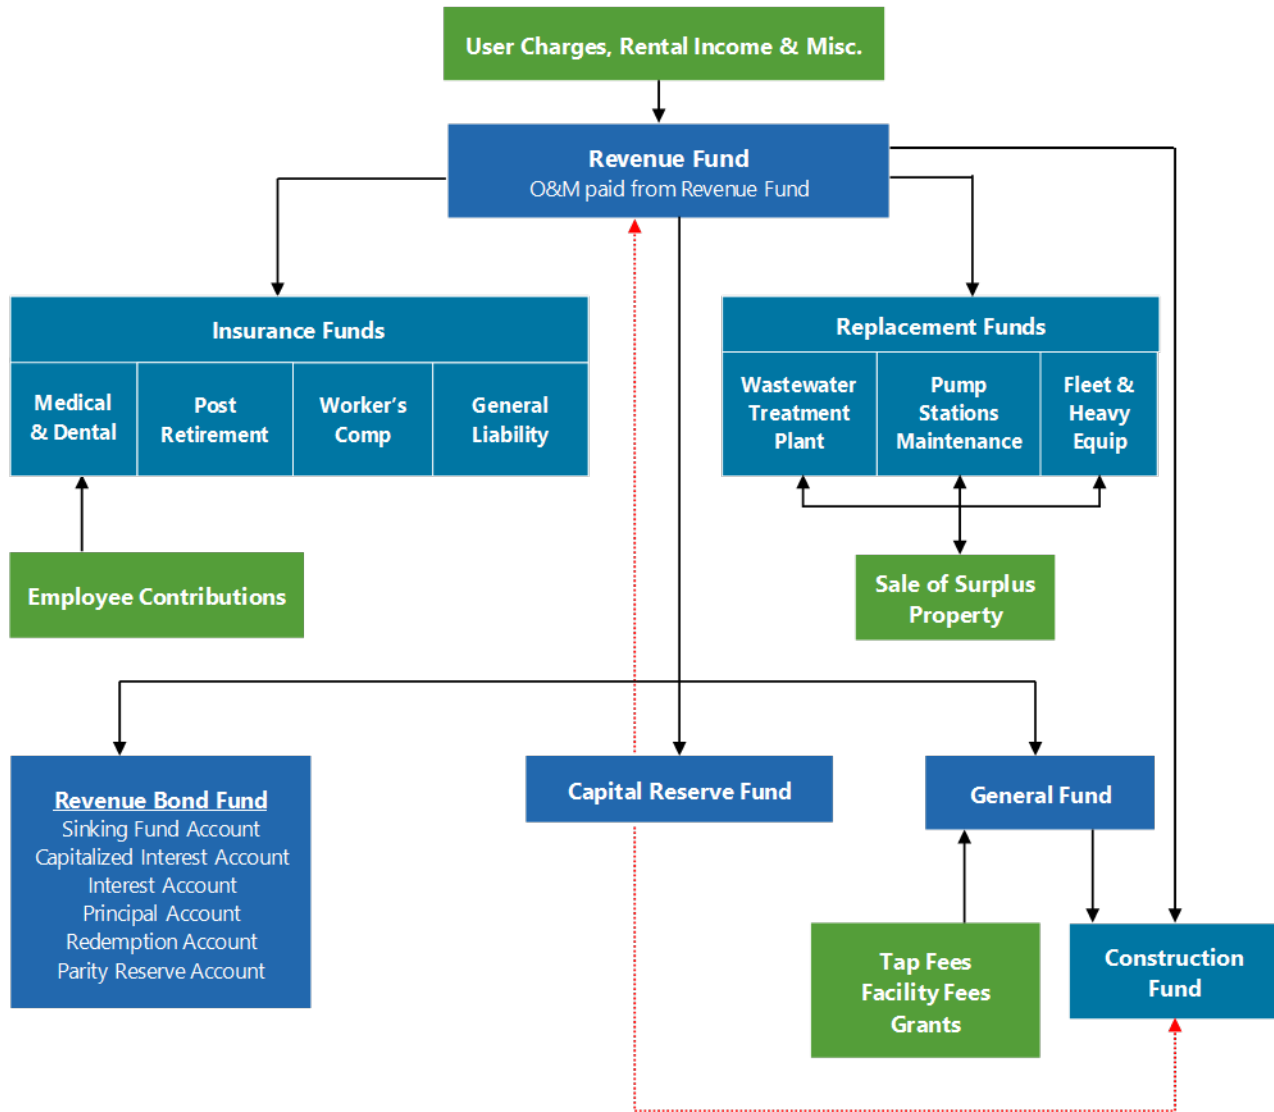 User Charges, Rental Income & Misc.
Revenue Fund
O&M paid from Revenue Fund
Insurance Funds
Medical
& Dental
Post
Retirement
Worker's
Comp
General
Liability
Replacement Funds
Wastewater
Treatment
Plant
Pump
Stations
Maintenance
Fleet &
Heavy
Equip
Employee Contributions
Sale of Surplus
Property
Revenue Bond Fund
Sinking Fund Account
Capitalized Interest Account
Interest Account
Principal Account
Redemption Account
Parity Reserve Account
Capital Reserve Fund
General Fund
Tap Fees
Facility Fees
Grants
Construction
Fund